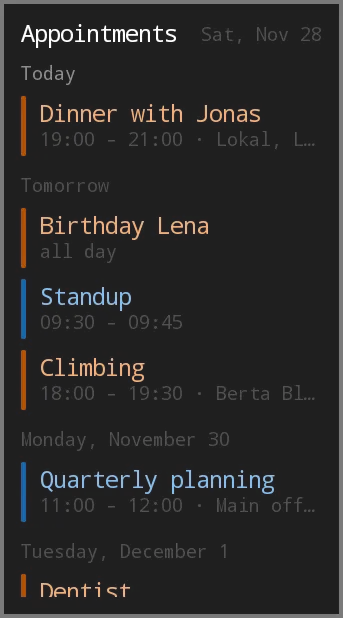 Appointments Sat, Nov 28
Today
Dinner with Jonas
19:00 - 21:00 · Lokal, L…
Tomorrow
Birthday Lena
all day
Standup
09:30 - 09:45
Climbing
18:00 - 19:30 · Berta Bl…
Monday, November 30
Quarterly planning
11:00 - 12:00 · Main off…
Tuesday, December 1
Dentist